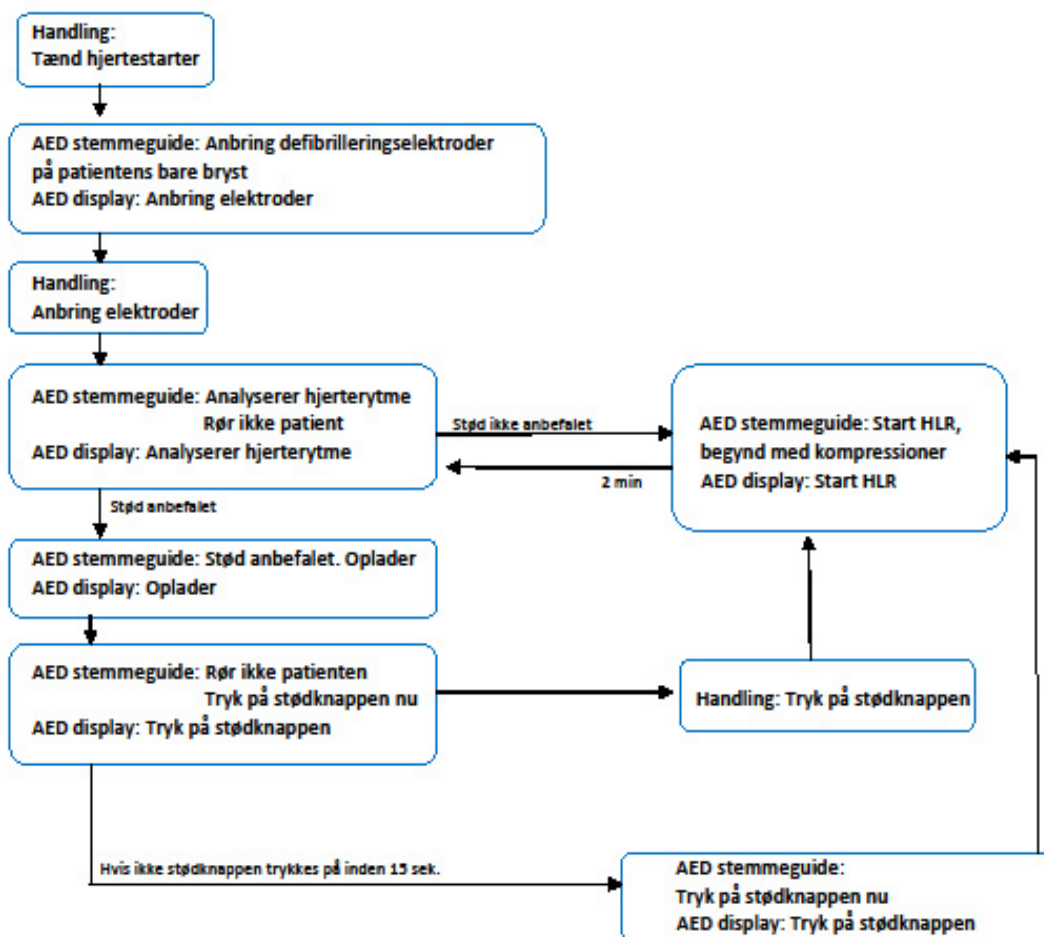 Handling:
Tænd hjertestarter
AED stemmeguide: Anbring defibrilleringselektroder
på patientens bare bryst
AED display: Anbring elektroder
Handling:
Anbring elektroder
AED stemmeguide: Analyserer hjerterytme
Rør ikke patient
AED display: Analyserer hjerterytme
Stød ikke anbefalet
2 min
AED stemmeguide: Start HLR,
begynd med kompressioner
AED display: Start HLR
Stød anbefalet
AED stemmeguide: Stød anbefalet. Oplader
AED display: Oplader
AED stemmeguide: Rør ikke patienten
Tryk på stødknappen nu
AED display: Tryk på stødknappen
Handling: Tryk på stødknappen
Hvis ikke stødknappen trykkes på inden 15 sek.
AED stemmeguide:
Tryk på stødknappen nu
AED display: Tryk på stødknappen